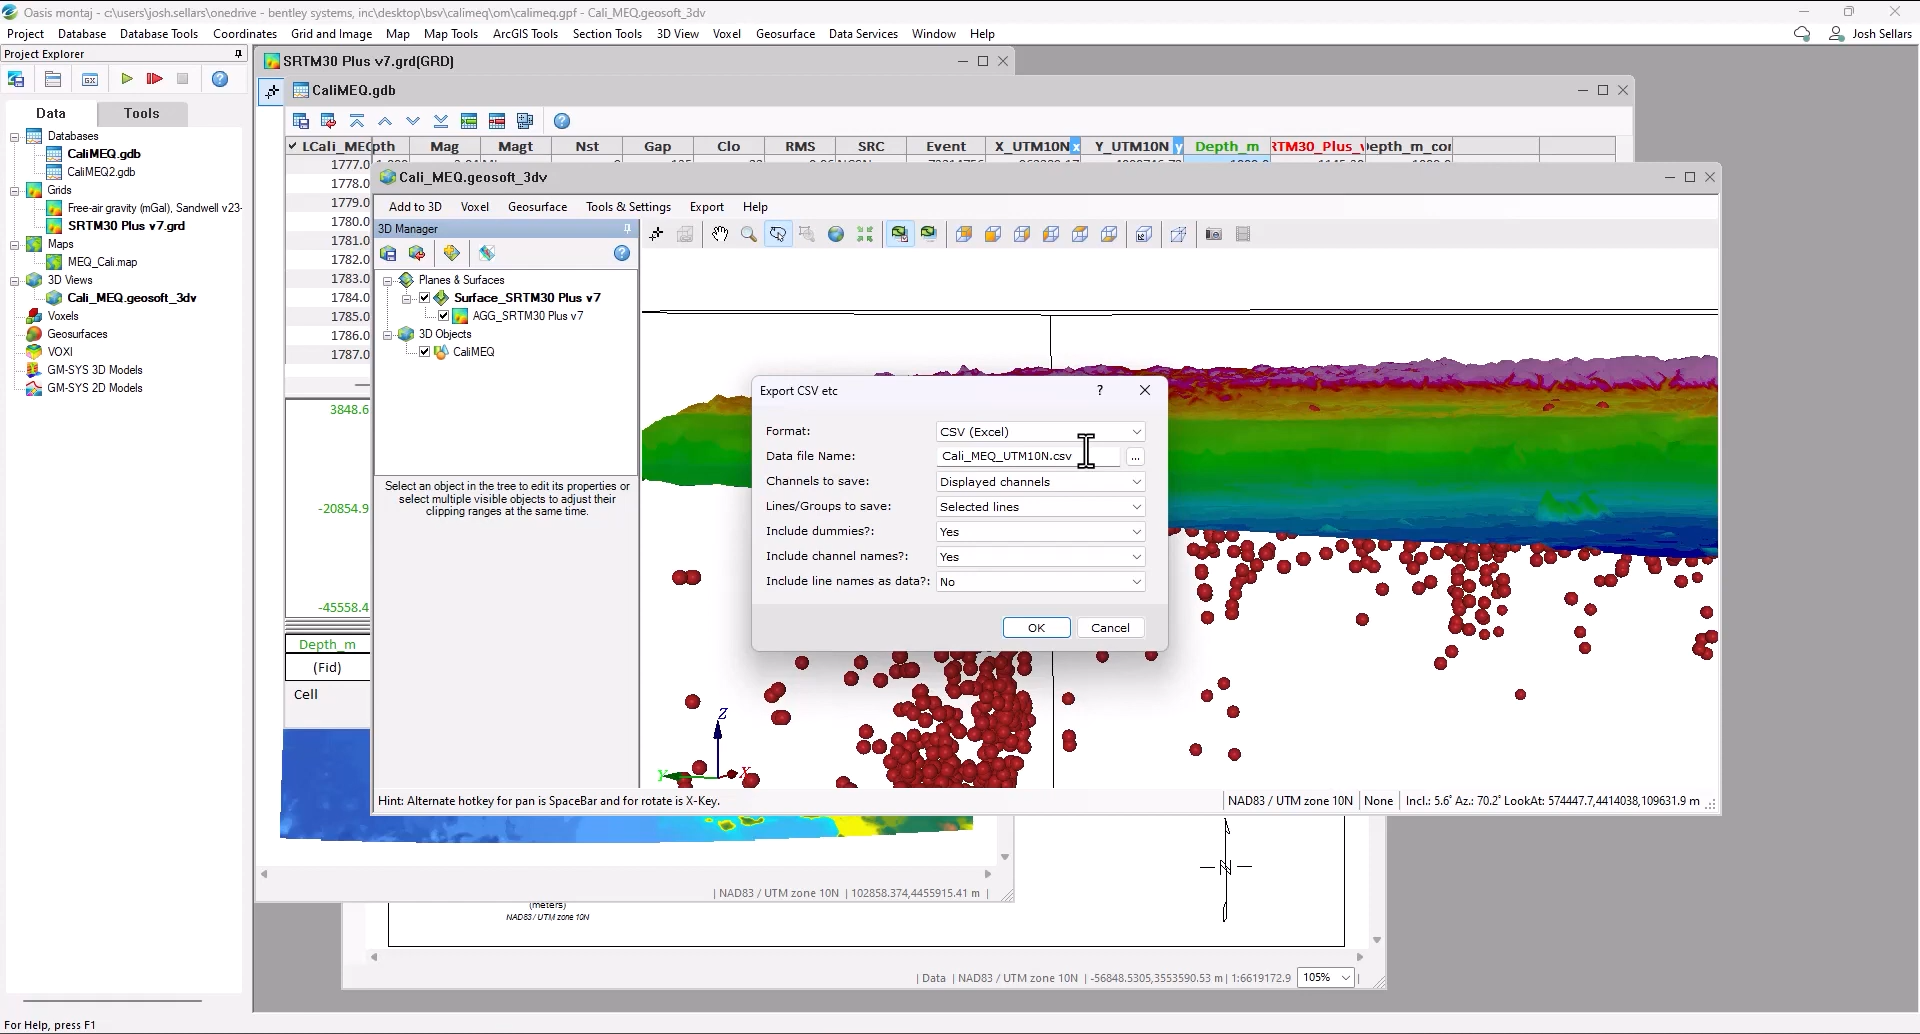 Oasis montaj - c:\users\josh.sellars\onedrive - bentley systems, inc\desktop\bsv\calimeq\om\calimeq.gpf - Cali_MEQ.geosoft_3dv
Project Database Database Tools Coordinates Grid and Image Map Map Tools ArcGIS Tools Section Tools 3D View Voxel Geosurface Data Services Window Help Josh Sellars
Project Explorer
Data Tools
Databases
CaliMEQ.gdb
CaliMEQ2.gdb
Grids
Free-air gravity (mGal), Sandwell v23-
SRTM30 Plus v7.grd
Maps
MEQ_Cali.map
3D Views
Cali_MEQ.geosoft_3dv
Voxels
Geosurfaces
VOXI
GM-SYS 3D Models
GM-SYS 2D Models
SRTM30 Plus v7.grd(GRD)
CaliMEQ.gdb
LCali_MEQ pth Mag Magt Nst Gap Clo RMS SRC Event X_UTM10N x Y_UTM10N y Depth_m RTM30_Plus_v epth_m_cor
1777.0
1778.0
1779.0
1780.0
1781.0
1782.0
1783.0
1784.0
1785.0
1786.0
1787.0
3848.6
-20854.9
-45558.4
Depth_m
(Fid)
Cell
Cali_MEQ.geosoft_3dv
Add to 3D Voxel Geosurface Tools & Settings Export Help
3D Manager
Planes & Surfaces
Surface_SRTM30 Plus v7
AGG_SRTM30 Plus v7
3D Objects
CaliMEQ
Select an object in the tree to edit its properties or
select multiple visible objects to adjust their
clipping ranges at the same time.
Export CSV etc
Format: CSV (Excel)
Data file Name: Cali_MEQ_UTM10N.csv ...
Channels to save: Displayed channels
Lines/Groups to save: Selected lines
Include dummies?: Yes
Include channel names?: Yes
Include line names as data?: No
OK Cancel
Z
Y X
Hint: Alternate hotkey for pan is SpaceBar and for rotate is X-Key.
NAD83 / UTM zone 10N None Incl.: 5.6° Az.: 70.2° LookAt: 574447.7,4414038,109631.9 m
N
| NAD83 / UTM zone 10N | 102858.374,4455915.41 m |
(meters)
NAD83 / UTM zone 10N
| Data | NAD83 / UTM zone 10N | -56848.5305,3553590.53 m | 1:6619172.9 105%
For Help, press F1